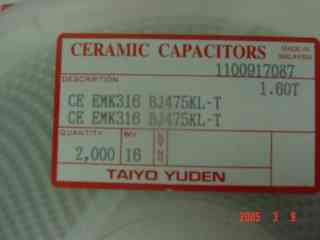 CERAMIC CAPACITORS
MADE IN
MALAYSIA
1100917087
DESCRIPTION
1.60T
CE EMK316 BJ475KL-T
CE EMK316 BJ475KL-T
QUANTITY
WV
2,000
16
TAIYO YUDEN
2005 3 9